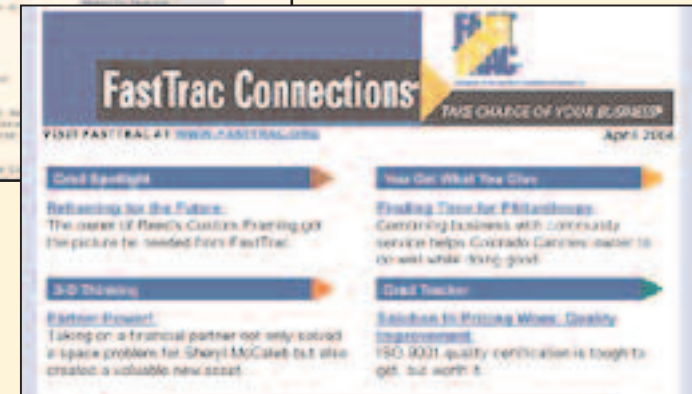 FAST
TRAC
FastTrac Connections
TAKE CHARGE OF YOUR BUSINESS
VISIT FASTTRAC AT WWW.FASTTRAC.ORG
April 2004
Grad Spotlight
Reframing for the Future
The owner of Reed's Custom Framing got
the picture he needed from FastTrac.
You Get What You Give
Finding Time for Philanthropy
Combining business with community
service helps Colorado Canines owner to
do well while doing good.
3-D Thinking
Partner Power!
Taking on a financial partner not only solved
a space problem for Sheryl McCaleb but also
created a valuable new asset.
Grad Tracker
Solution to Pricing Woes: Quality
Improvement
ISO 9001 quality certification is tough to
get, but worth it.